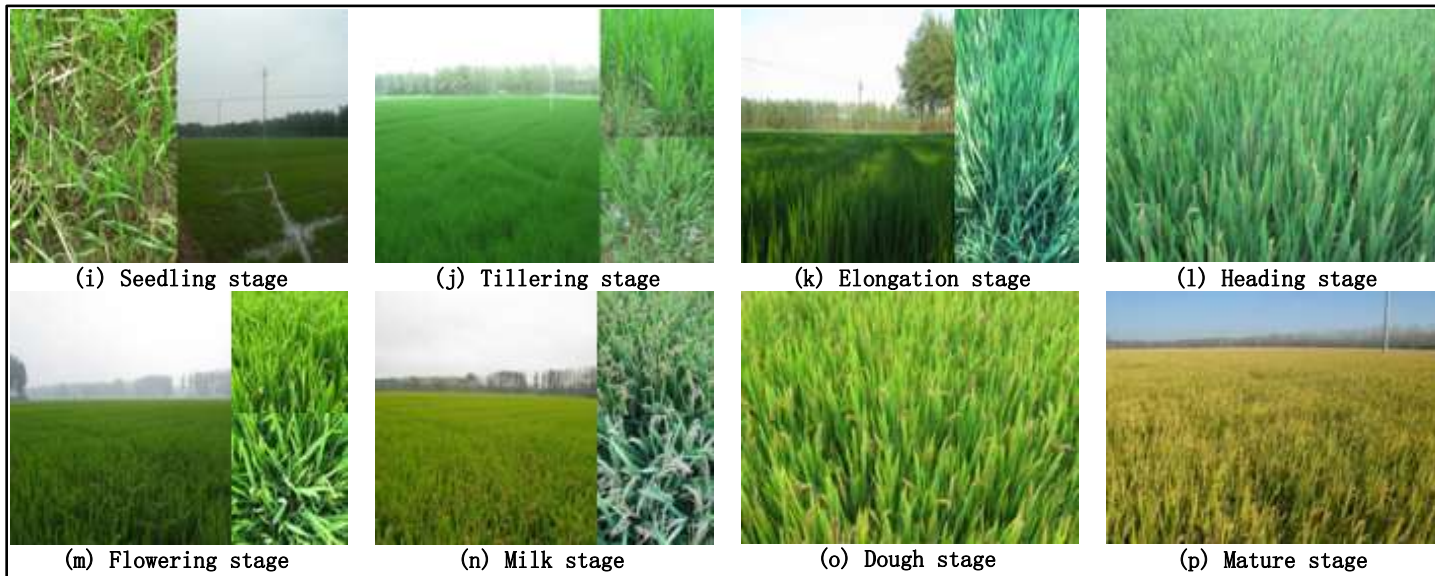 (i) Seedling stage
(j) Tillering stage
(k) Elongation stage
(l) Heading stage
(m) Flowering stage
(n) Milk stage
(o) Dough stage
(p) Mature stage